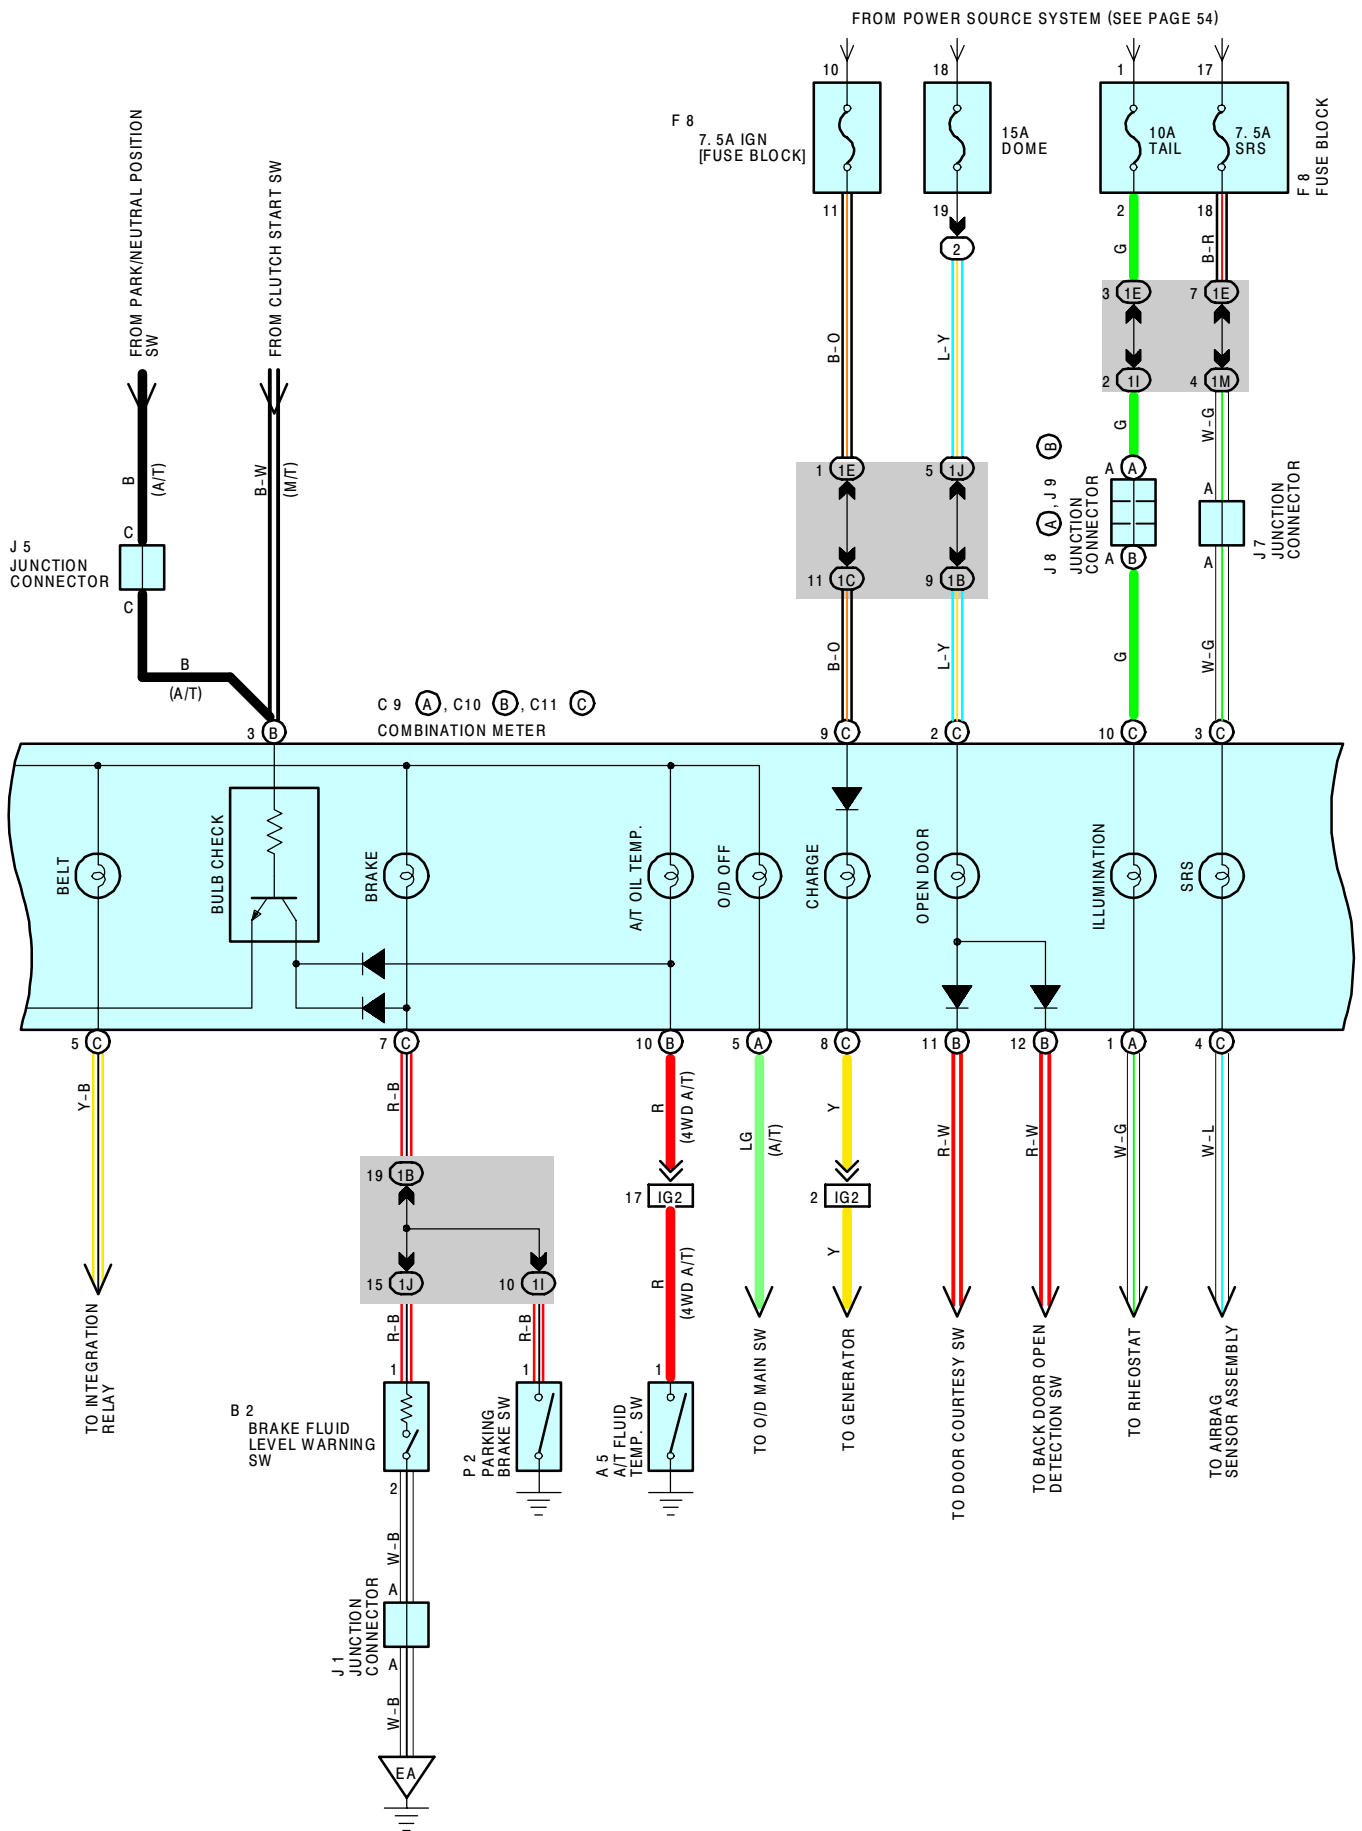 FROM POWER SOURCE SYSTEM (SEE PAGE 54)
10
18
1
17
F 8
7. 5A IGN
[FUSE BLOCK]
15A
DOME
10A
TAIL
7. 5A
SRS
F 8
FUSE BLOCK
11
19
2
18
2
G
B-R
FROM PARK/NEUTRAL POSITION
SW
FROM CLUTCH START SW
B-O
L-Y
3 1E
7 1E
2 1I
4 1M
B
(A/T)
B-W
(M/T)
G
W-G
1 1E
5 1J
A A
A
J 8 A, J 9 B
JUNCTION
CONNECTOR
J 7
JUNCTION
CONNECTOR
C
J 5
JUNCTION
CONNECTOR
C
11 1C
9 1B
A B
A
B
(A/T)
B-O
L-Y
G
W-G
C 9 A, C10 B, C11 C
COMBINATION METER
3 B
9 C
2 C
10 C
3 C
BELT
BULB CHECK
BRAKE
A/T OIL TEMP.
O/D OFF
CHARGE
OPEN DOOR
ILLUMINATION
SRS
5 C
7 C
10 B
5 A
8 C
11 B
12 B
1 A
4 C
Y-B
R-B
R
(4WD A/T)
LG
(A/T)
Y
R-W
R-W
W-G
W-L
19 1B
17 IG2
2 IG2
15 1J
10 1I
R-B
R-B
R
(4WD A/T)
Y
1
1
1
TO INTEGRATION
RELAY
B 2
BRAKE FLUID
LEVEL WARNING
SW
P 2
PARKING
BRAKE SW
A 5
A/T FLUID
TEMP. SW
TO O/D MAIN SW
TO GENERATOR
TO DOOR COURTESY SW
TO BACK DOOR OPEN
DETECTION SW
TO RHEOSTAT
TO AIRBAG
SENSOR ASSEMBLY
2
W-B
A
J 1
JUNCTION
CONNECTOR
A
W-B
EA